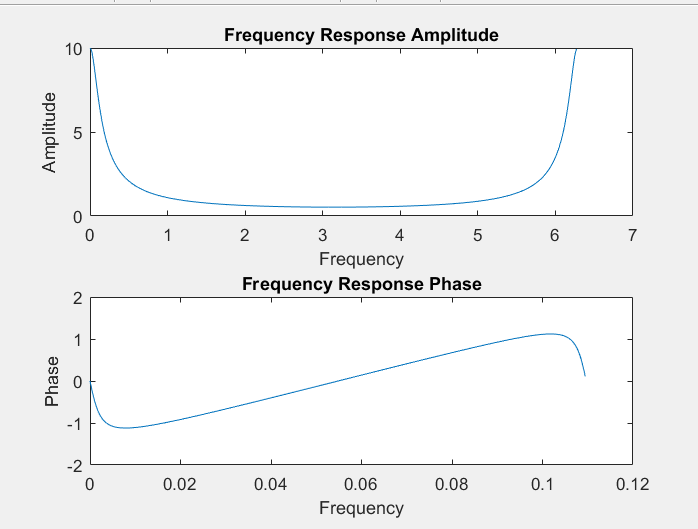 Frequency Response Amplitude
10
5
0
Amplitude
0 1 2 3 4 5 6 7
Frequency
Frequency Response Phase
2
1
0
-1
-2
Phase
0 0.02 0.04 0.06 0.08 0.1 0.12
Frequency